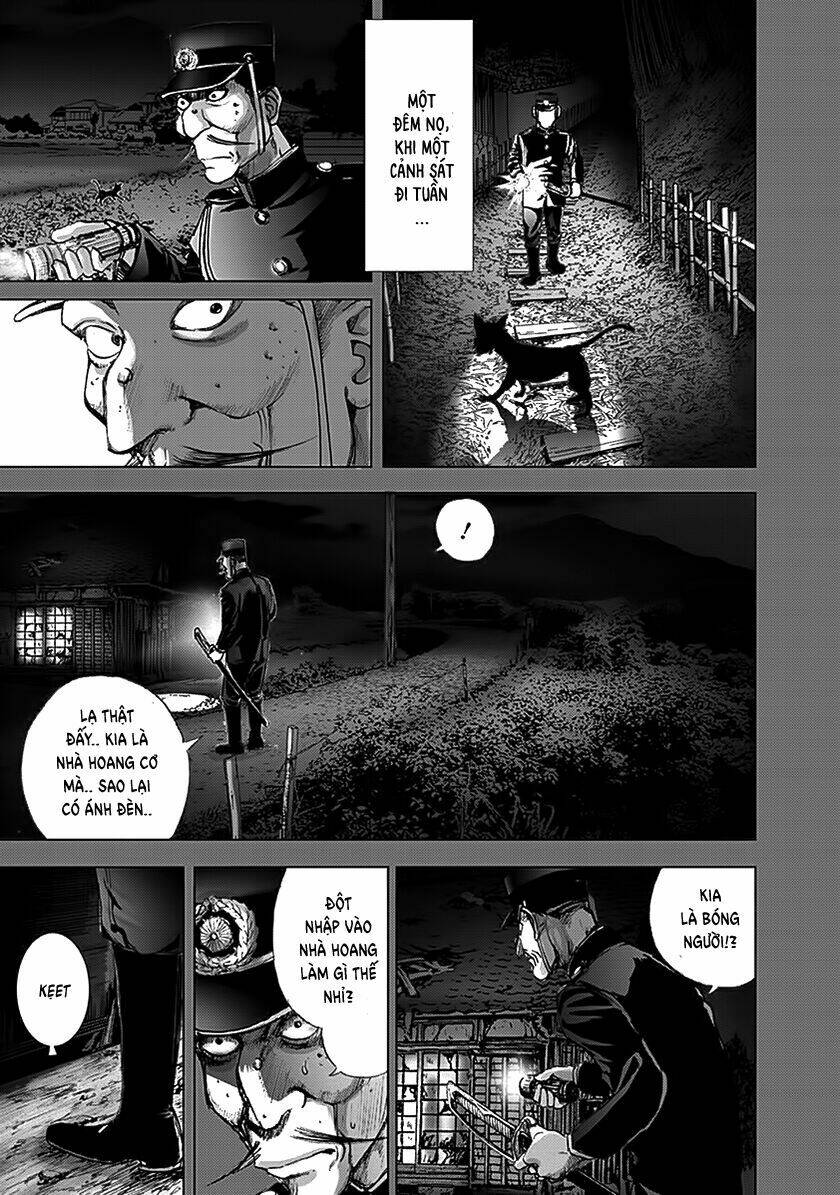 MỘT
ĐÊM NỌ,
KHI MỘT
CẢNH SÁT
ĐI TUẦN
...
!
LẠ THẬT
ĐẤY.. KIA LÀ
NHÀ HOANG CƠ
MÀ.. SAO LẠI
CÓ ÁNH ĐÈN..
KIA
LÀ BÓNG
NGƯỜI!?
ĐỘT
NHẬP VÀO
NHÀ HOANG
LÀM GÌ THẾ
NHỈ?
KẸET